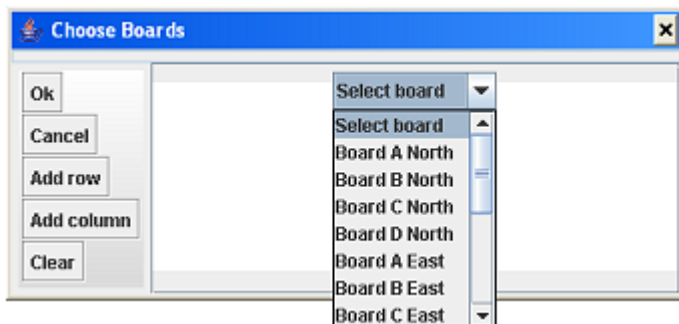 Choose Boards
Ok
Cancel
Add row
Add column
Clear
Select board
Select board
Board A North
Board B North
Board C North
Board D North
Board A East
Board B East
Board C East